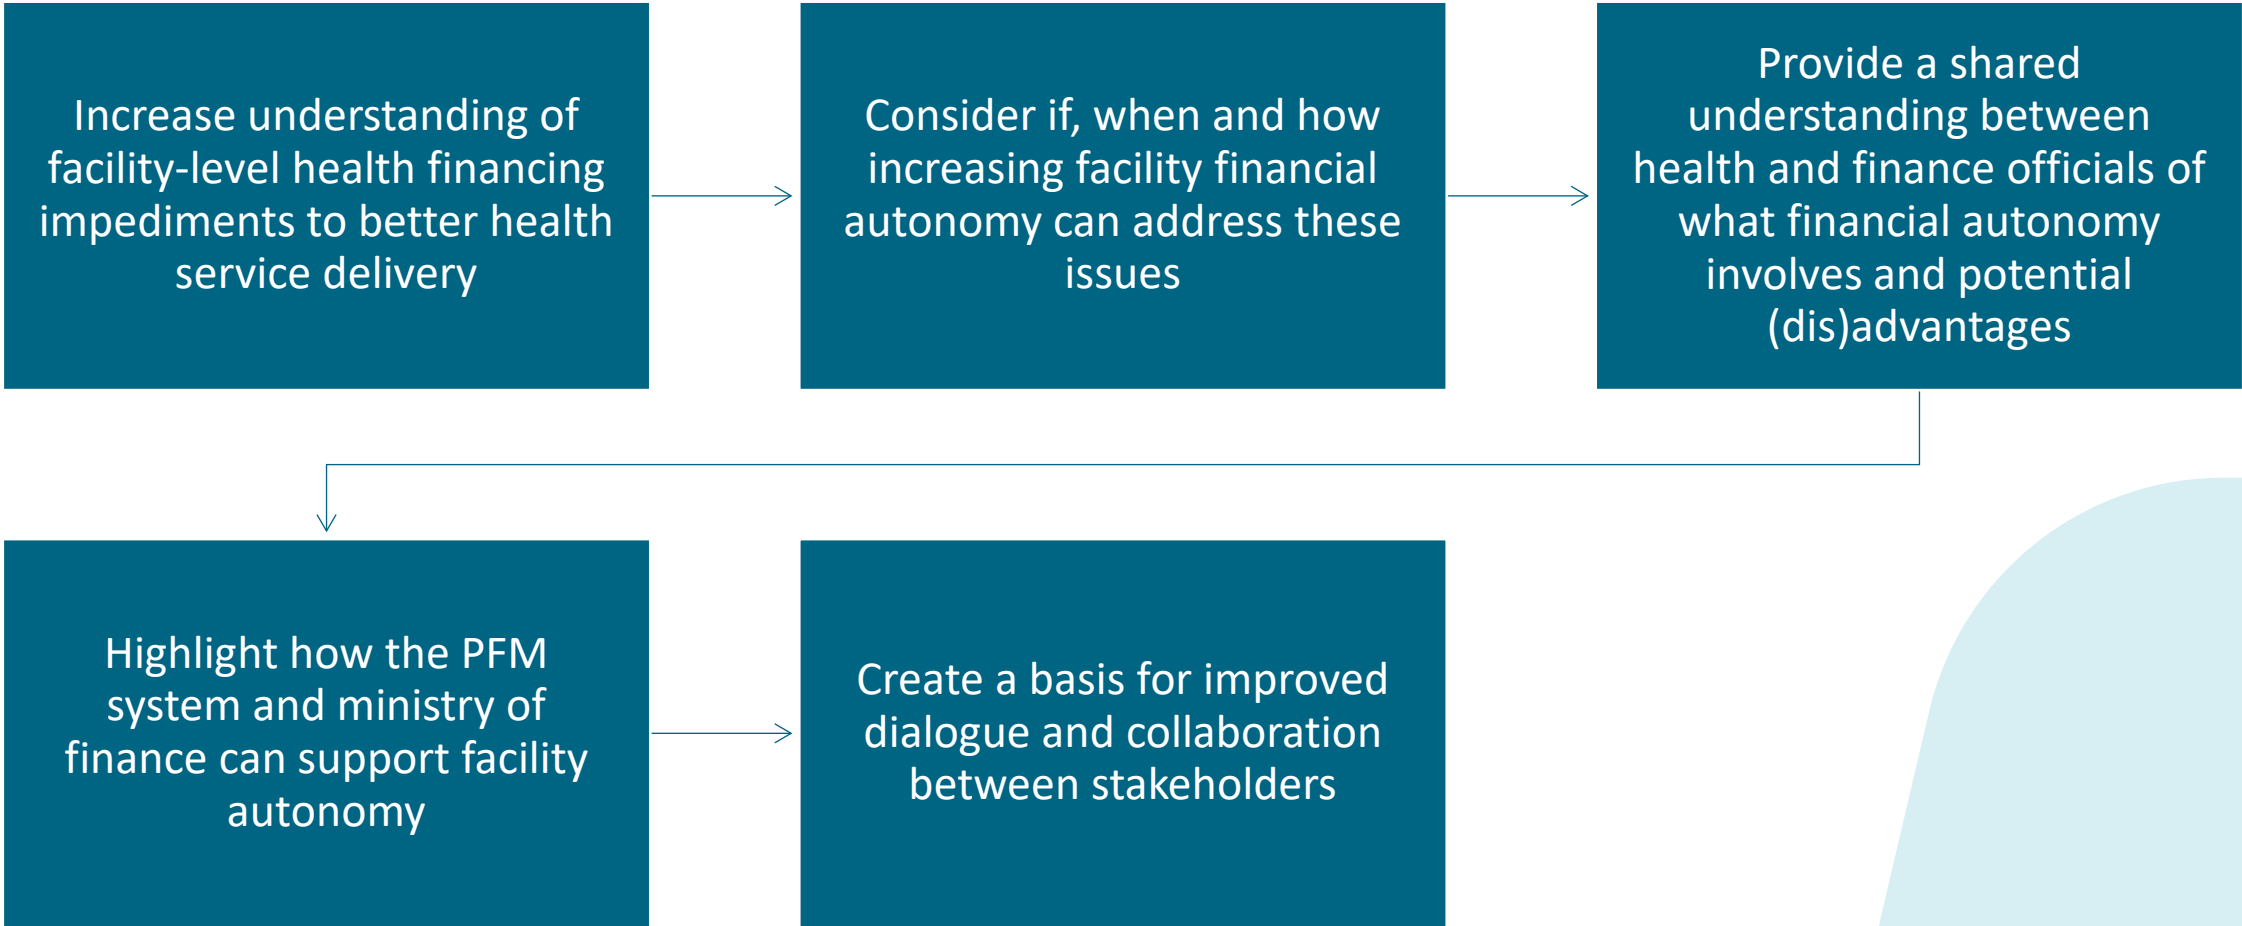 Increase understanding of
facility-level health financing
impediments to better health
service delivery
Consider if, when and how
increasing facility financial
autonomy can address these
issues
Provide a shared
understanding between
health and finance officials of
what financial autonomy
involves and potential
(dis)advantages
Highlight how the PFM
system and ministry of
finance can support facility
autonomy
Create a basis for improved
dialogue and collaboration
between stakeholders